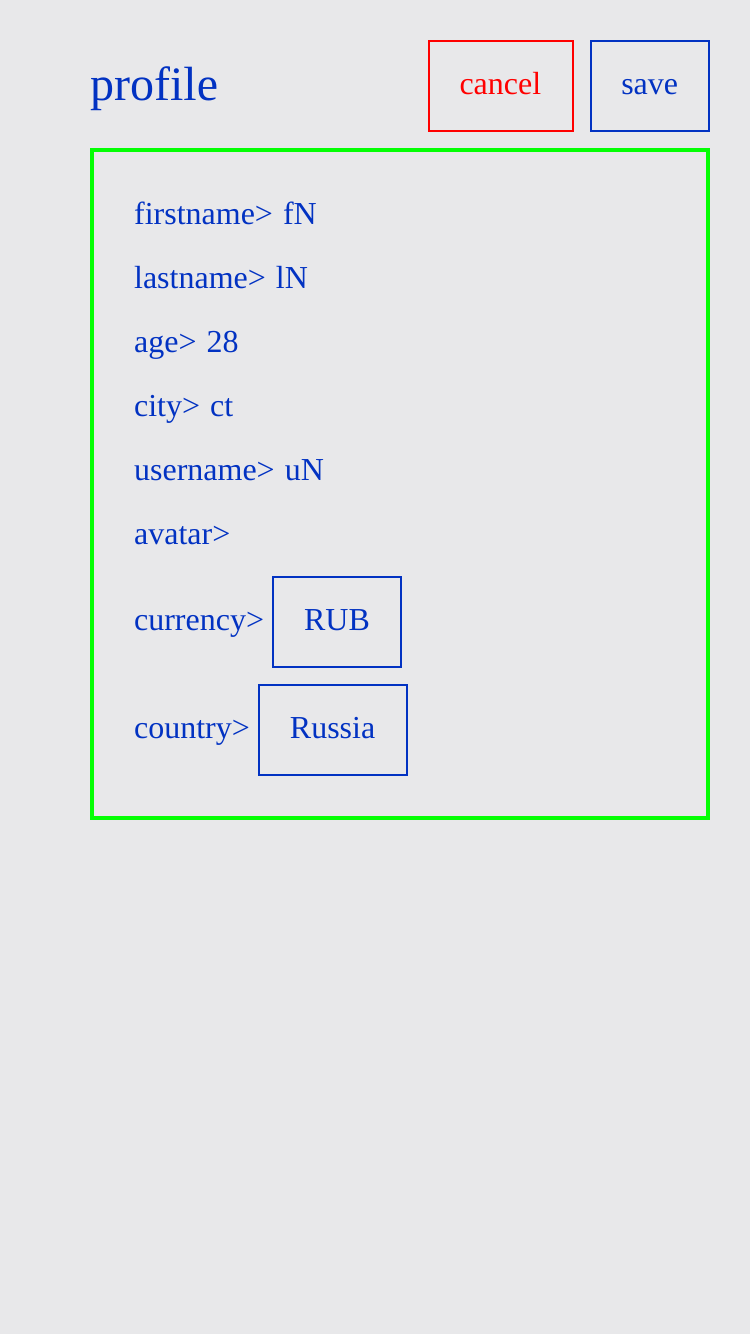 profile cancel save
firstname> fN
lastname> lN
age> 28
city> ct
username> uN
avatar>
currency> RUB
country> Russia